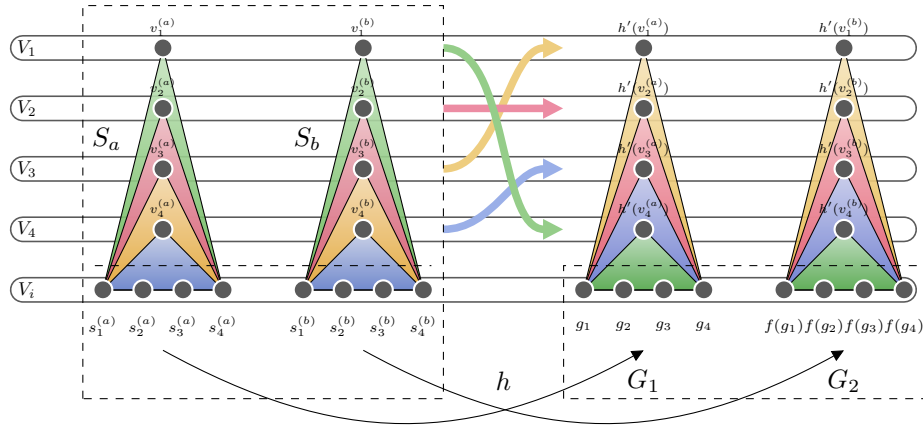 v_1^{(a)} v_1^{(b)} h'(v_1^{(a)}) h'(v_1^{(b)})
V_1
v_2^{(a)} v_2^{(b)} h'(v_2^{(a)}) h'(v_2^{(b)})
V_2
S_a S_b
v_3^{(a)} v_3^{(b)} h'(v_3^{(a)}) h'(v_3^{(b)})
V_3
v_4^{(a)} v_4^{(b)} h'(v_4^{(a)}) h'(v_4^{(b)})
V_4
V_i
s_1^{(a)} s_2^{(a)} s_3^{(a)} s_4^{(a)} s_1^{(b)} s_2^{(b)} s_3^{(b)} s_4^{(b)} g_1 g_2 g_3 g_4 f(g_1) f(g_2) f(g_3) f(g_4)
h G_1 G_2